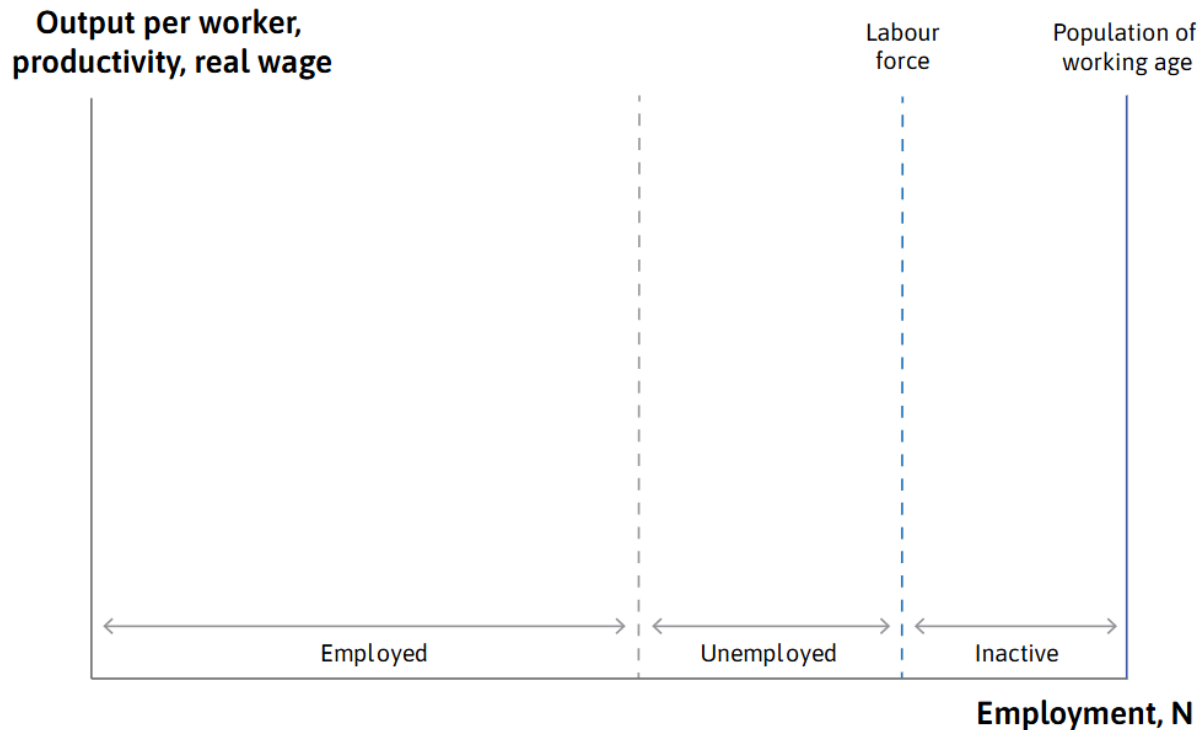 Output per worker,
productivity, real wage
Labour
force
Population of
working age
Employed
Unemployed
Inactive
Employment, N